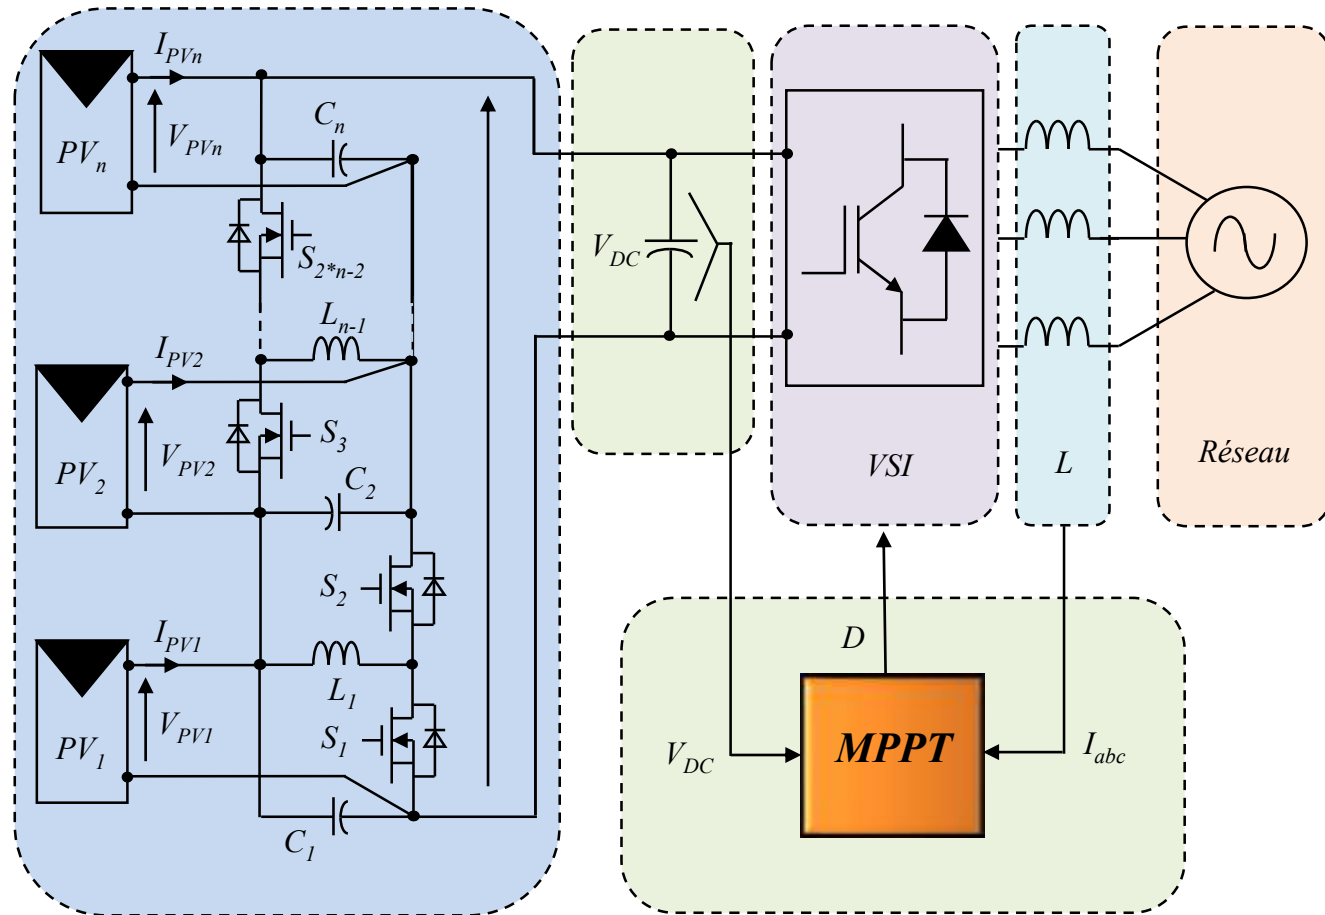 I_PVn
PV_n
V_PVn
C_n
S_2*n-2
L_n-1
I_PV2
PV_2
V_PV2
S_3
C_2
S_2
I_PV1
L_1
PV_1
V_PV1
S_1
C_1
V_DC
VSI
L
Réseau
D
V_DC
MPPT
I_abc